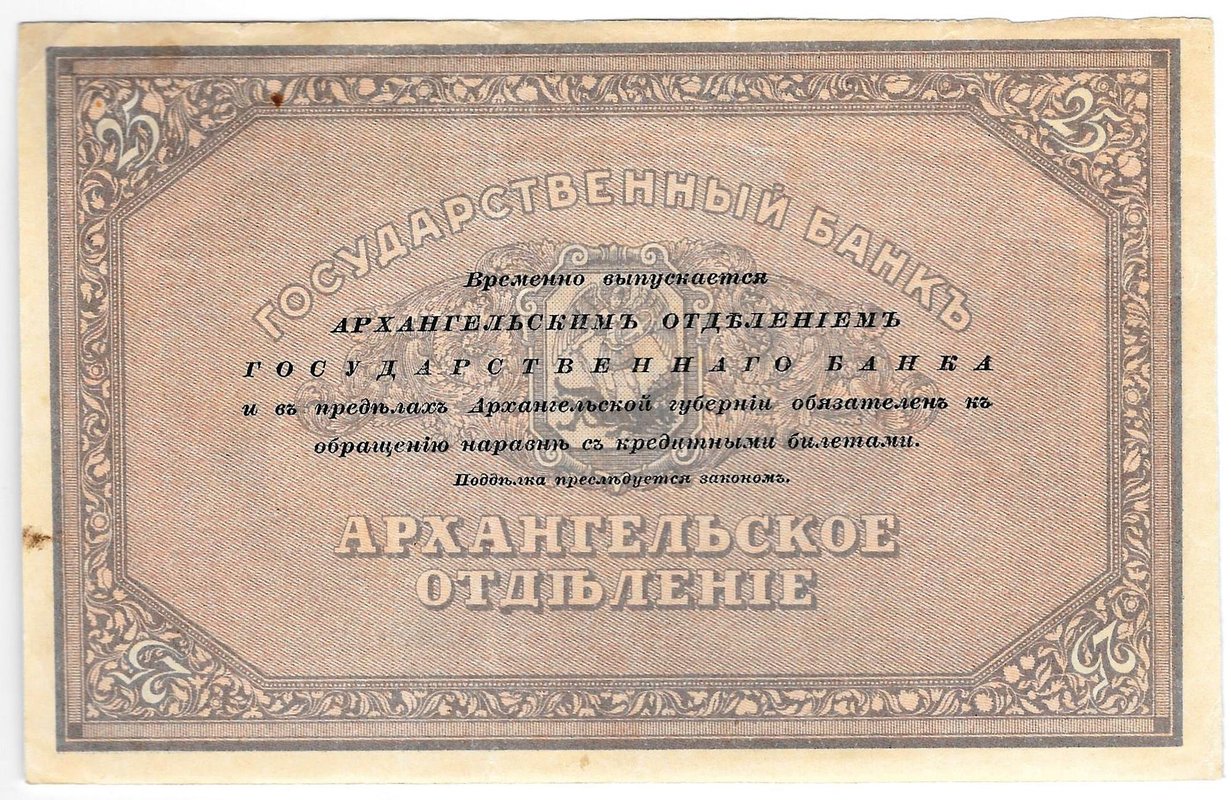 25
25
ГОСУДАРСТВЕННЫЙ БАНКЪ
Временно выпускается
АРХАНГЕЛЬСКИМЪ ОТДѢЛЕНІЕМЪ
ГОСУДАРСТВЕННАГО БАНКА
и въ предѣлахъ Архангельской губерніи обязателенъ къ
обращенію наравнѣ съ кредитными билетами.
Поддѣлка преслѣдуется закономъ.
АРХАНГЕЛЬСКОЕ
ОТДѢЛЕНІЕ
25
25